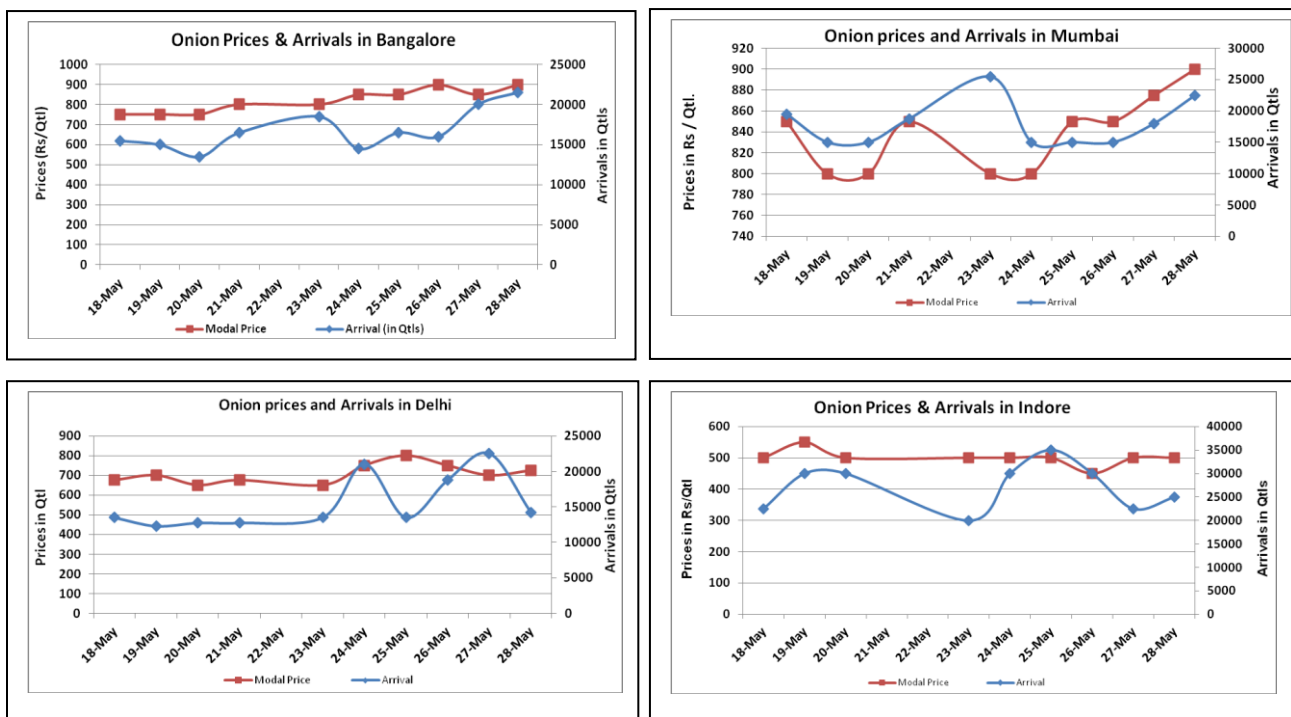 Onion Prices & Arrivals in Bangalore
Prices (Rs/Qtl)
1000
900
800
700
600
500
400
300
200
100
0
25000
20000
15000
10000
5000
0
Arrivals in Qtls
18-May
19-May
20-May
21-May
22-May
23-May
24-May
25-May
26-May
27-May
28-May
Modal Price
Arrival (in Qtls)
Onion prices and Arrivals in Mumbai
Prices in Rs / Qtl.
920
900
880
860
840
820
800
780
760
740
30000
25000
20000
15000
10000
5000
0
Arrivals in Qtls
18-May
19-May
20-May
21-May
22-May
23-May
24-May
25-May
26-May
27-May
28-May
Modal Price
Arrival
Onion prices and Arrivals in Delhi
Prices in Qtl
900
800
700
600
500
400
300
200
100
0
25000
20000
15000
10000
5000
0
Arrivals in Qtls
18-May
19-May
20-May
21-May
22-May
23-May
24-May
25-May
26-May
27-May
28-May
Modal Price
Arrival
Onion Prices & Arrivals in Indore
Prices in Rs/Qtl
600
500
400
300
200
100
0
40000
35000
30000
25000
20000
15000
10000
5000
0
Arrivals in Qtls
18-May
19-May
20-May
21-May
22-May
23-May
24-May
25-May
26-May
27-May
28-May
Modal Price
Arrival